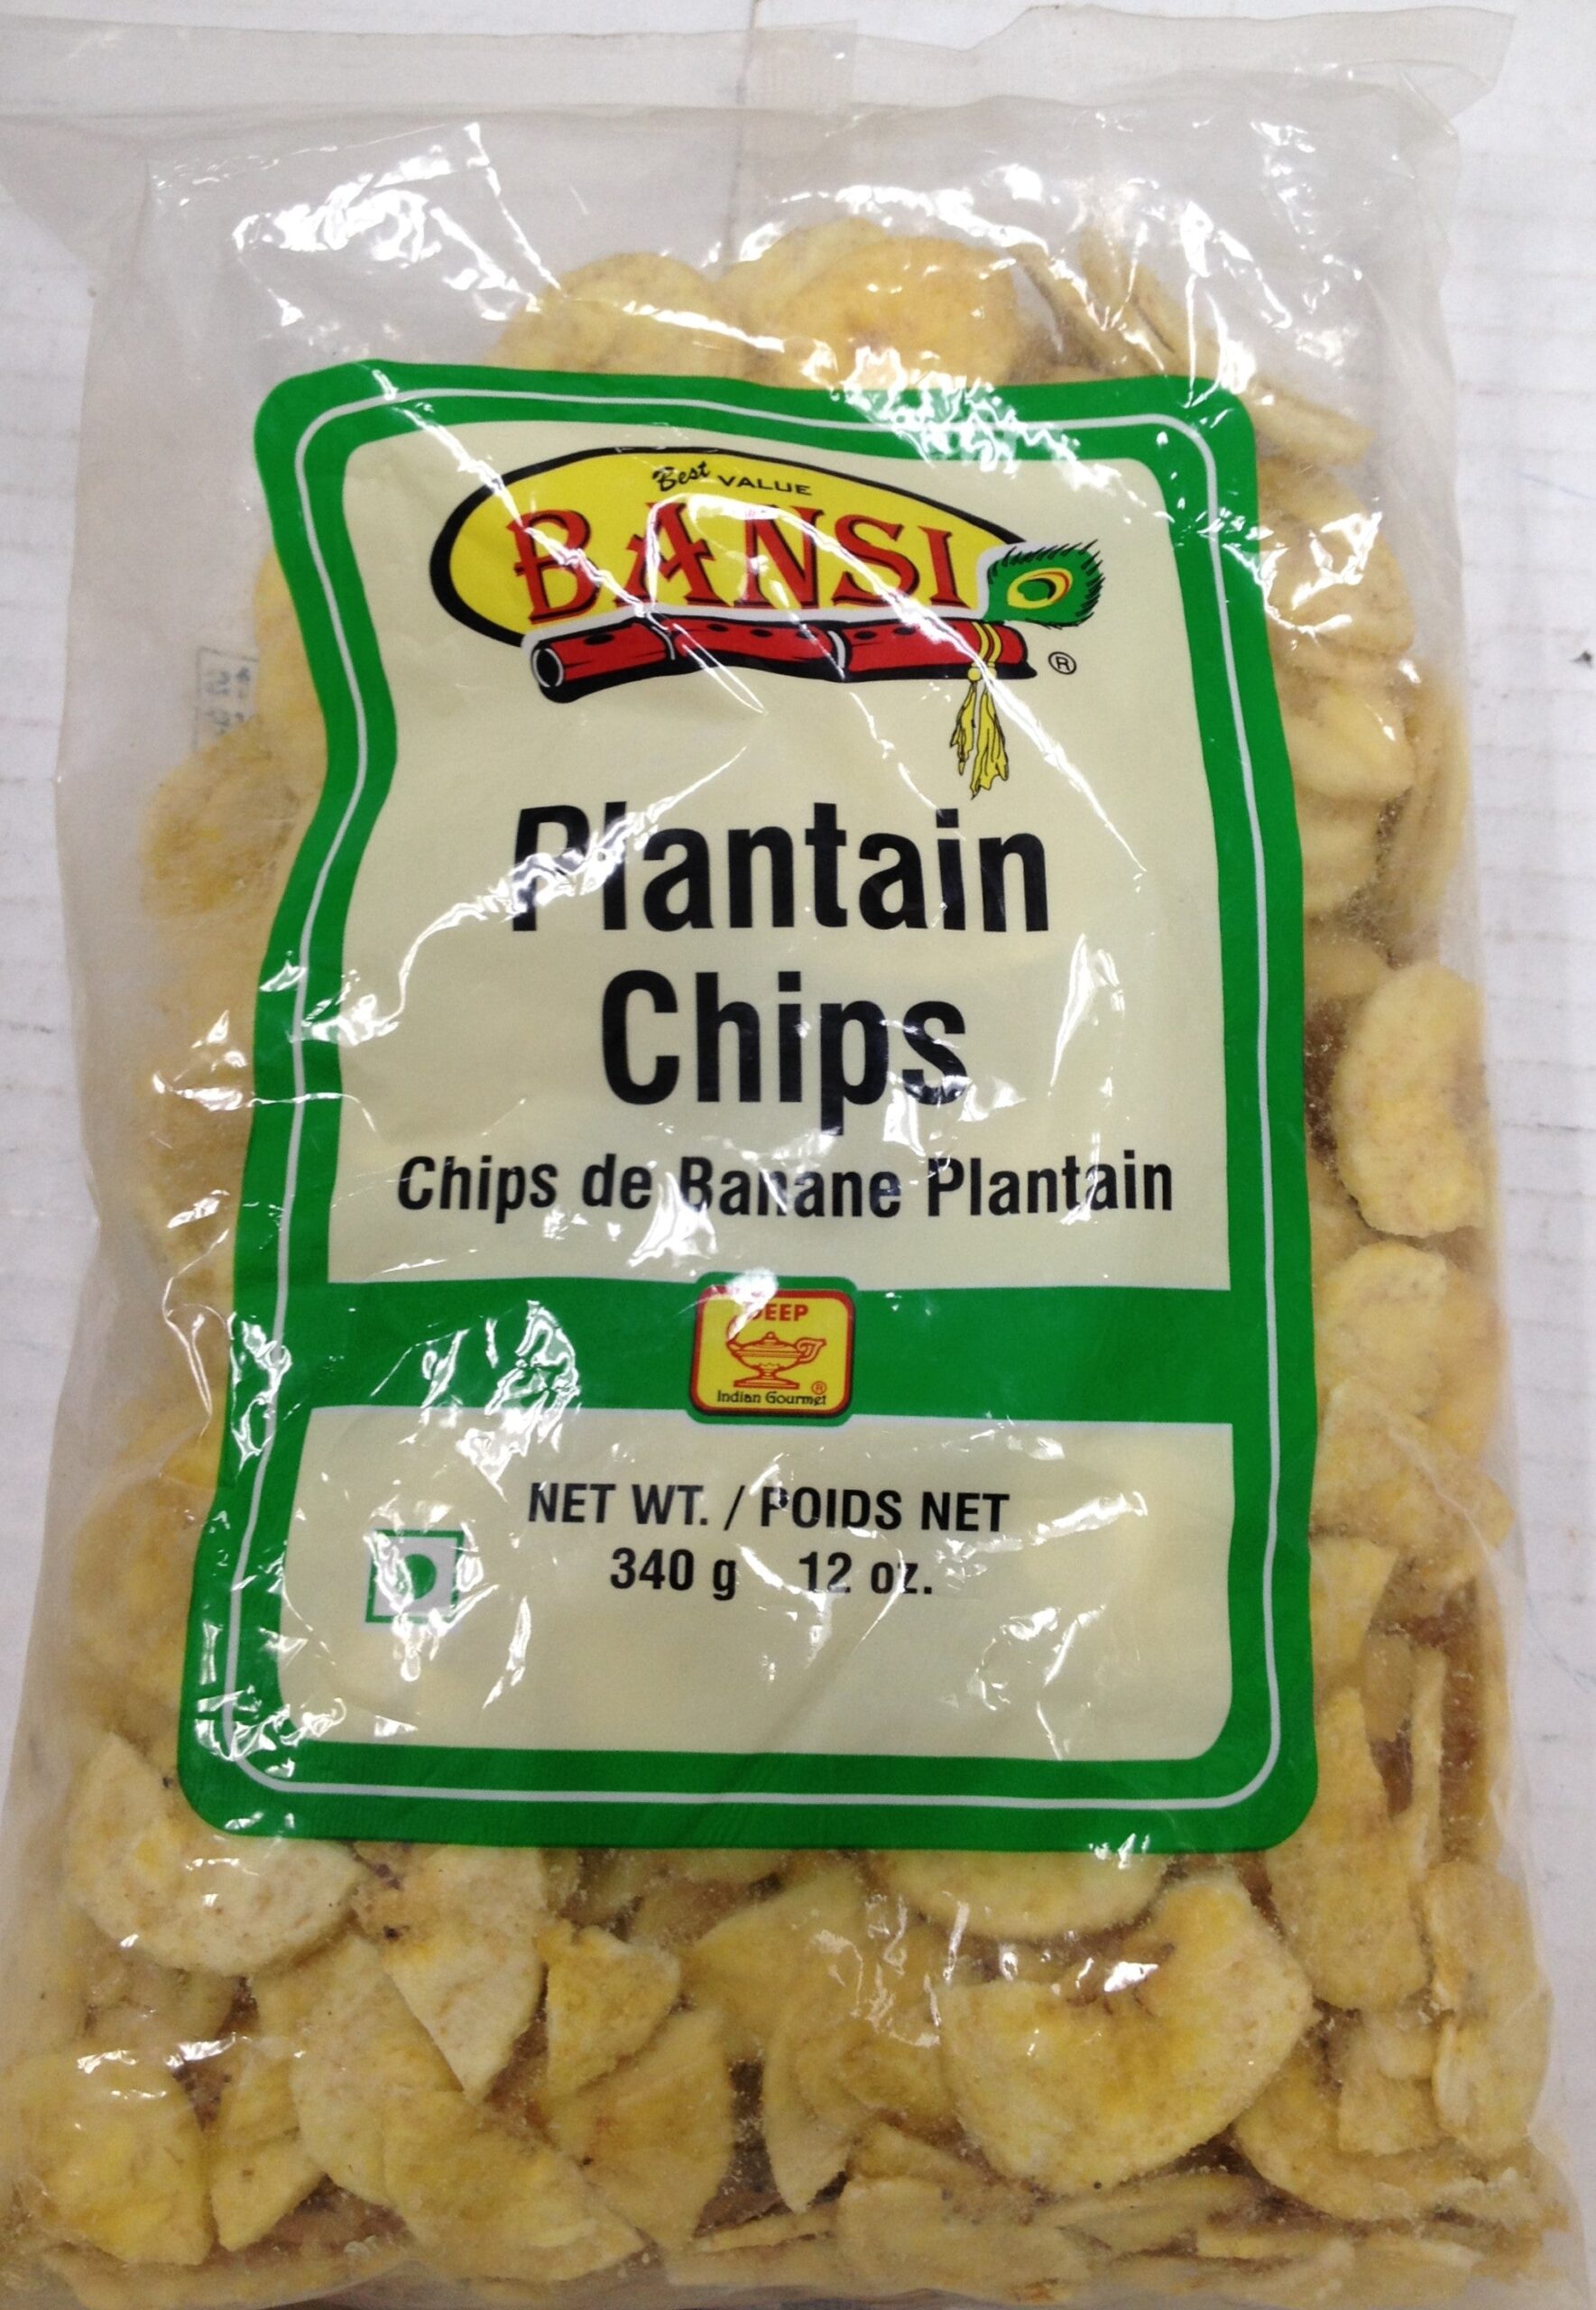 Best VALUE
BANSI
®
Plantain
Chips
Chips de Banane Plantain
DEEP
Indian Gourmet
®
NET WT. / POIDS NET
340 g 12 oz.